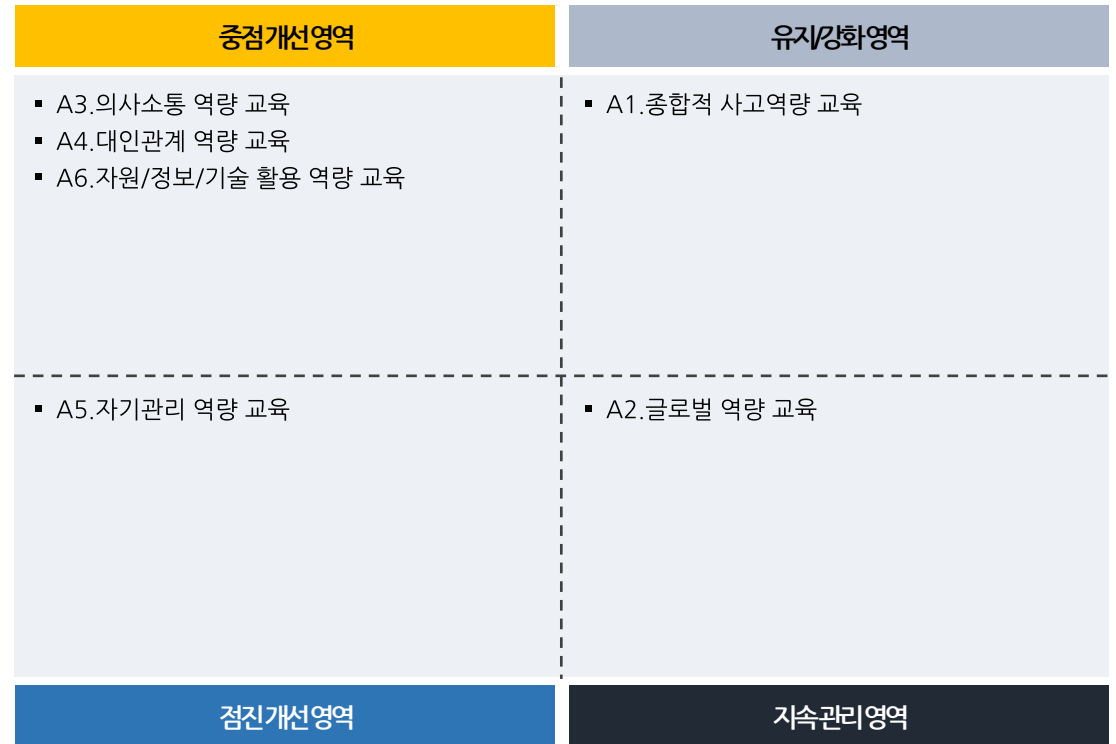 중점개선영역
유지/강화영역
▪ A3.의사소통 역량 교육
▪ A4.대인관계 역량 교육
▪ A6.자원/정보/기술 활용 역량 교육
▪ A1.종합적 사고역량 교육
▪ A5.자기관리 역량 교육
▪ A2.글로벌 역량 교육
점진개선영역
지속관리영역